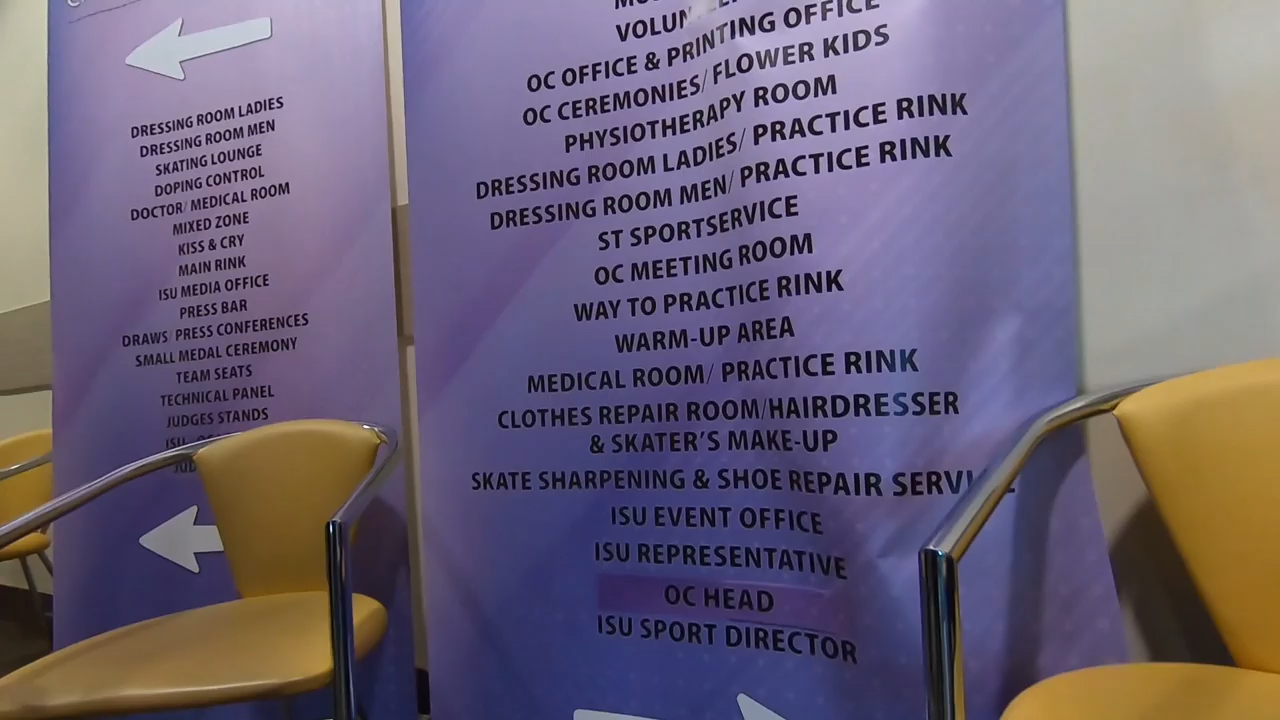 DRESSING ROOM LADIES
DRESSING ROOM MEN
SKATING LOUNGE
DOPING CONTROL
DOCTOR/ MEDICAL ROOM
MIXED ZONE
KISS & CRY
MAIN RINK
ISU MEDIA OFFICE
PRESS BAR
DRAWS/ PRESS CONFERENCES
SMALL MEDAL CEREMONY
TEAM SEATS
TECHNICAL PANEL
JUDGES STANDS
ISU
OC OFFICE & PRINTING OFFICE
OC CEREMONIES/ FLOWER KIDS
PHYSIOTHERAPY ROOM
DRESSING ROOM LADIES/ PRACTICE RINK
DRESSING ROOM MEN/ PRACTICE RINK
ST SPORTSERVICE
OC MEETING ROOM
WAY TO PRACTICE RINK
WARM-UP AREA
MEDICAL ROOM/ PRACTICE RINK
CLOTHES REPAIR ROOM/HAIRDRESSER
& SKATER'S MAKE-UP
SKATE SHARPENING & SHOE REPAIR
ISU EVENT OFFICE
ISU REPRESENTATIVE
OC HEAD
ISU SPORT DIRECTOR